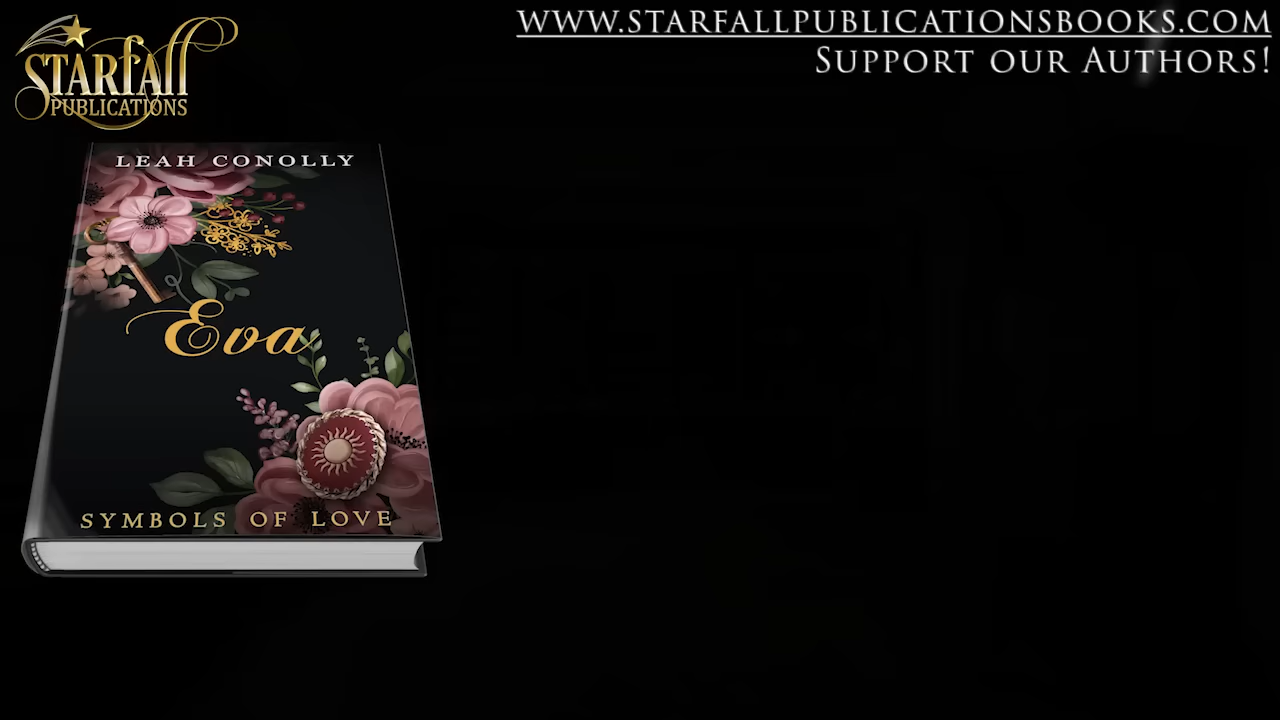 STARfall
PUBLICATIONS
WWW.STARFALLPUBLICATIONSBOOKS.COM
SUPPORT OUR AUTHORS!
LEAH CONOLLY
Eva
SYMBOLS OF LOVE